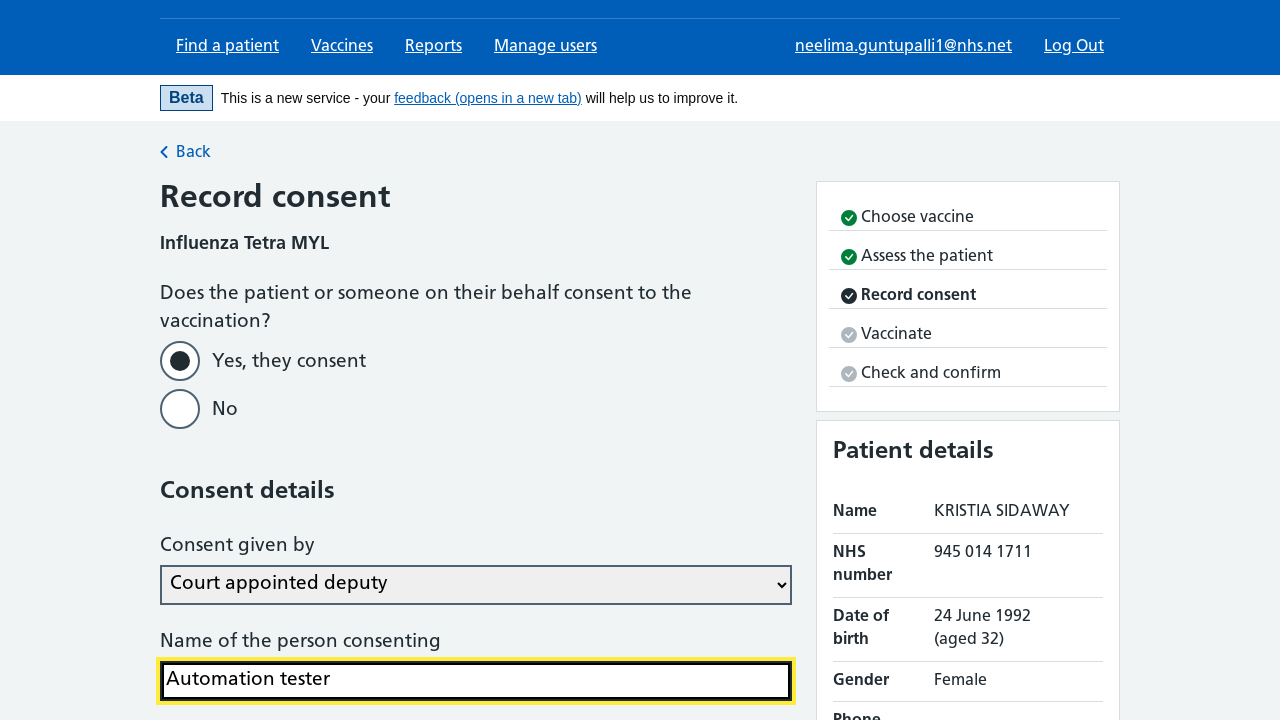 Find a patient
Vaccines
Reports
Manage users
neelima.guntupalli1@nhs.net
Log Out
Beta
This is a new service - your feedback (opens in a new tab) will help us to improve it.
Back
Record consent
Influenza Tetra MYL
Does the patient or someone on their behalf consent to the
vaccination?
Yes, they consent
No
Consent details
Consent given by
Court appointed deputy
Name of the person consenting
Automation tester
Choose vaccine
Assess the patient
Record consent
Vaccinate
Check and confirm
Patient details
Name KRISTIA SIDAWAY
NHS 945 014 1711
number
Date of 24 June 1992
birth (aged 32)
Gender Female
Phone